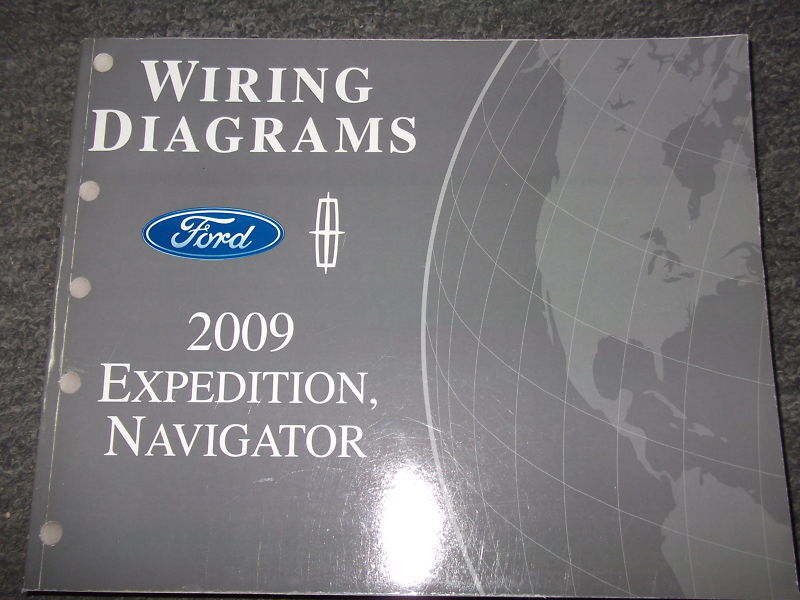 WIRING
DIAGRAMS
Ford
2009
EXPEDITION,
NAVIGATOR